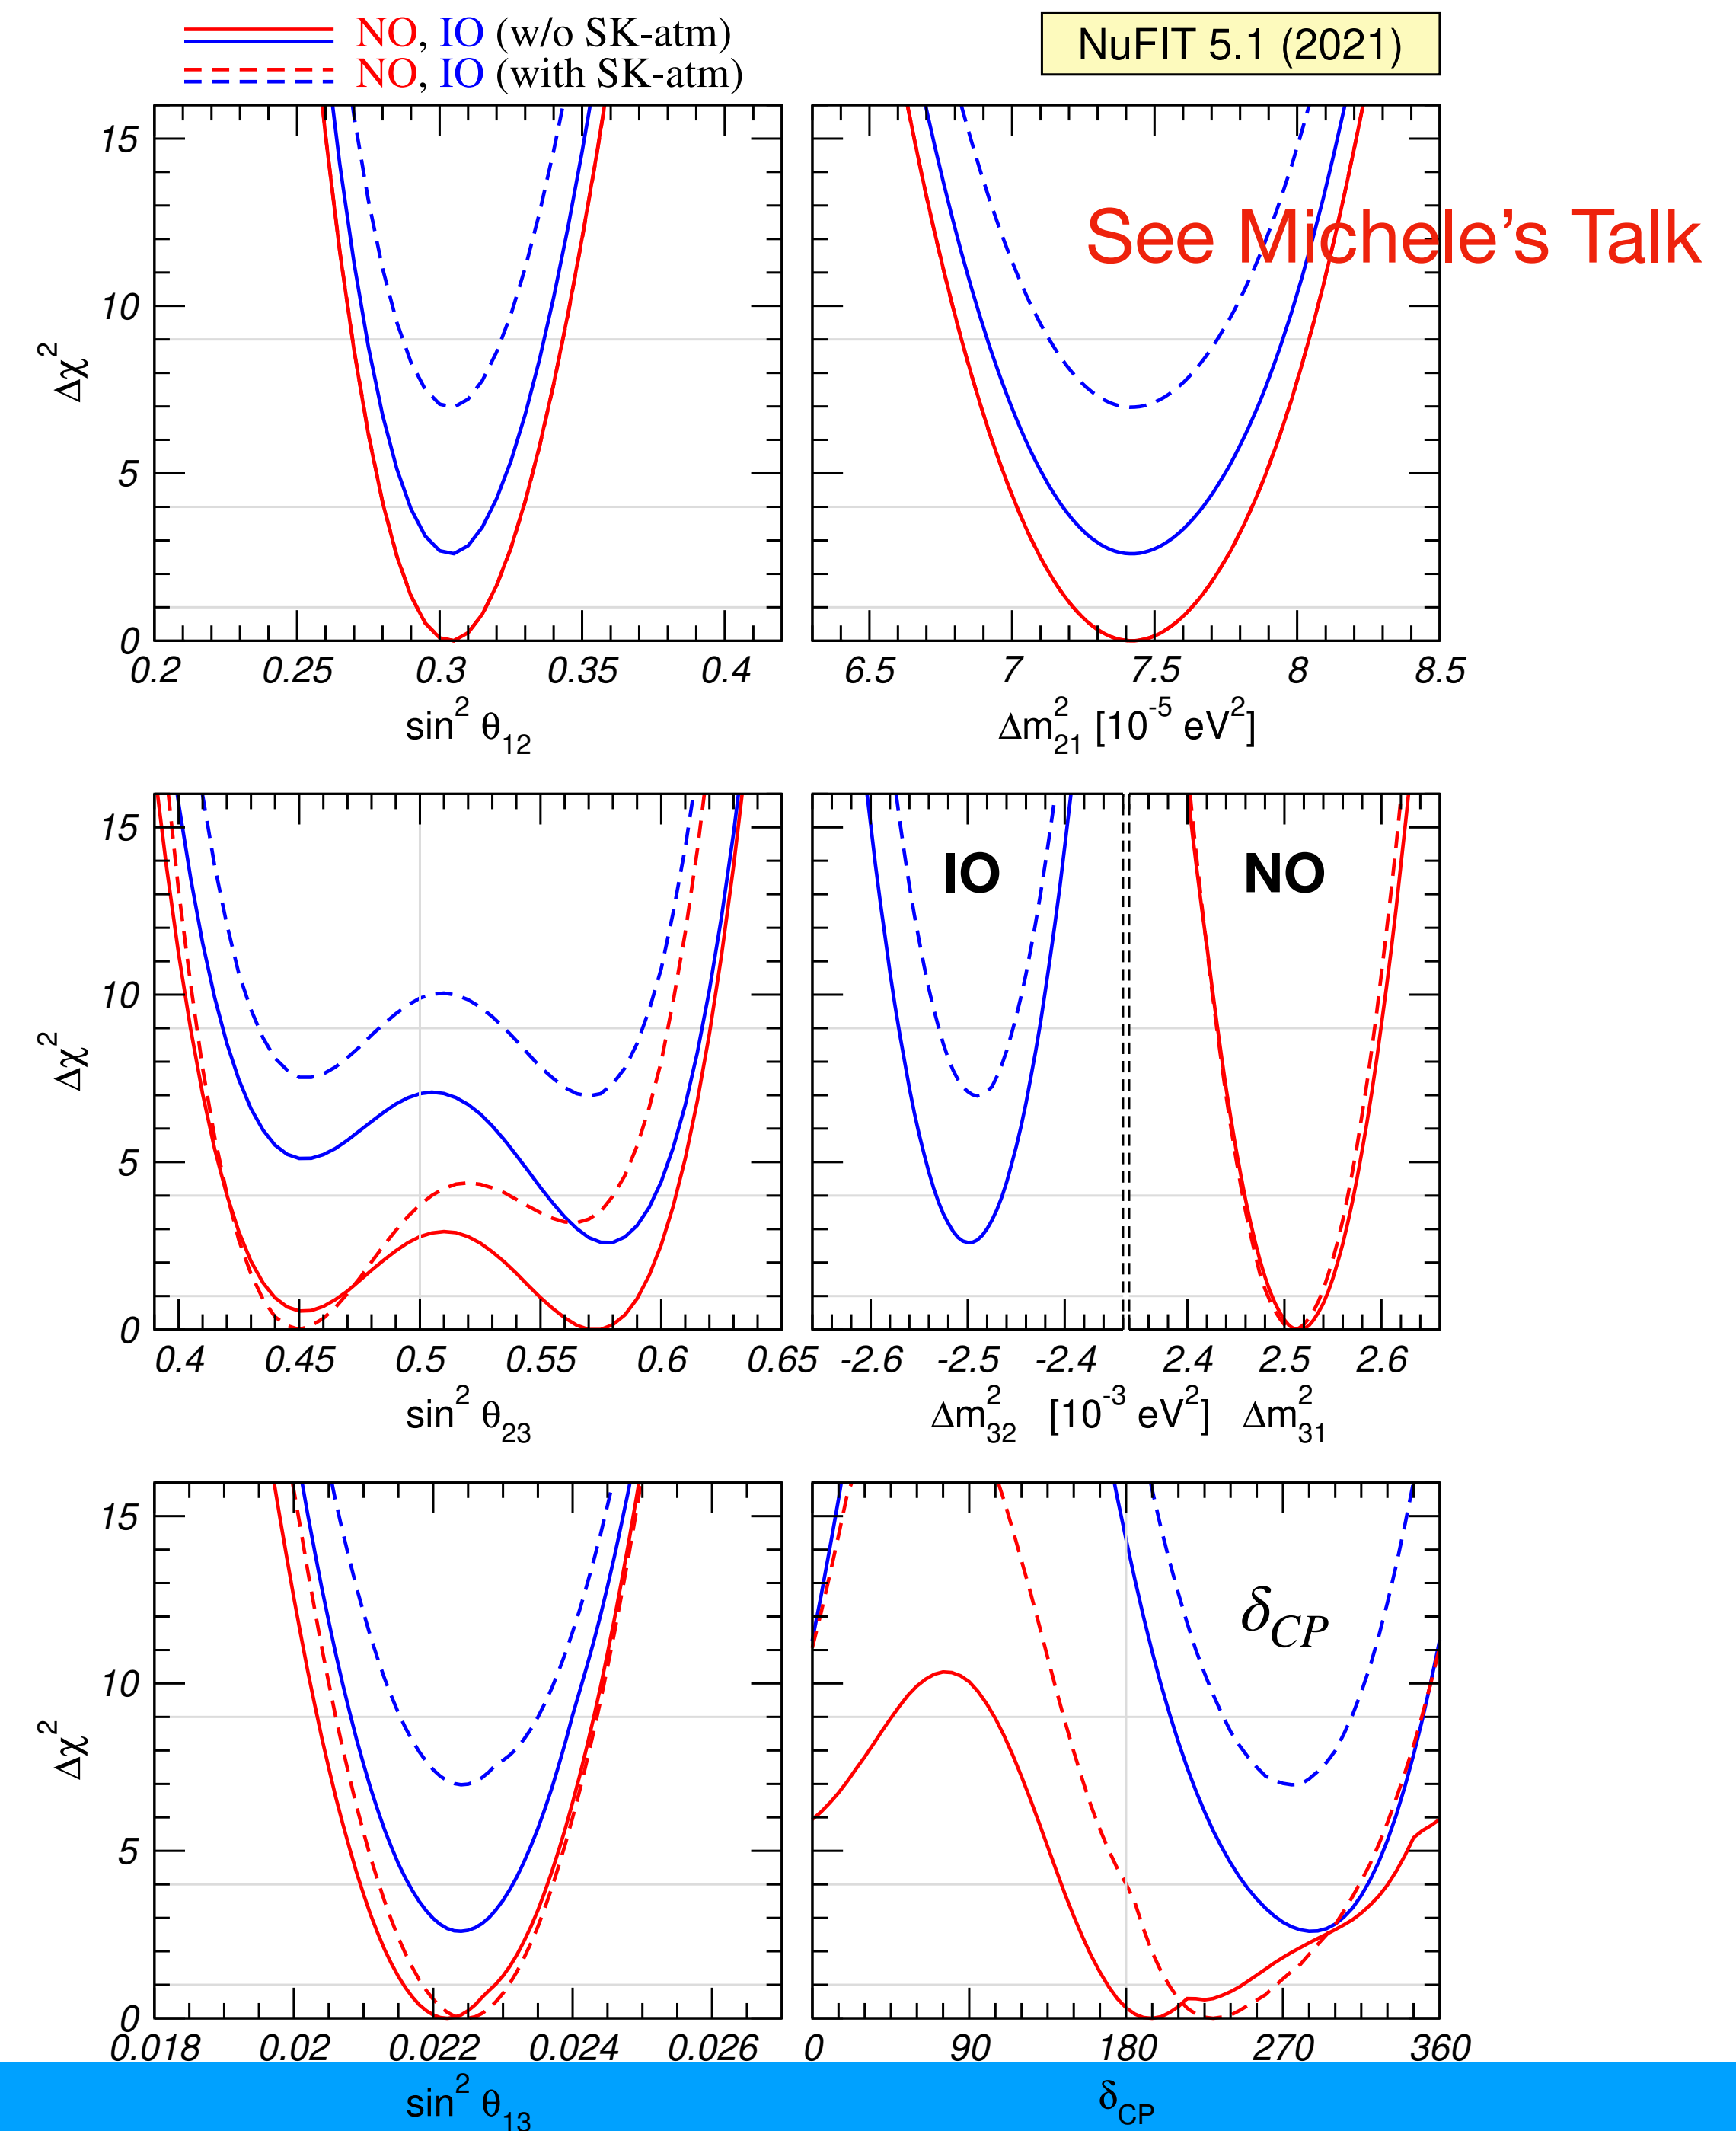 NO, IO (w/o SK-atm)
NO, IO (with SK-atm)
NuFIT 5.1 (2021)
See Michele's Talk
15
10
5
0
Δχ²
0.2 0.25 0.3 0.35 0.4
sin² θ₁₂
6.5 7 7.5 8 8.5
Δm²₂₁ [10⁻⁵ eV²]
15
10
5
0
Δχ²
IO
NO
0.4 0.45 0.5 0.55 0.6 0.65
sin² θ₂₃
-2.6 -2.5 -2.4 2.4 2.5 2.6
Δm²₃₂ [10⁻³ eV²] Δm²₃₁
15
10
5
0
Δχ²
δCP
0.018 0.02 0.022 0.024 0.026
sin² θ₁₃
0 90 180 270 360
δCP